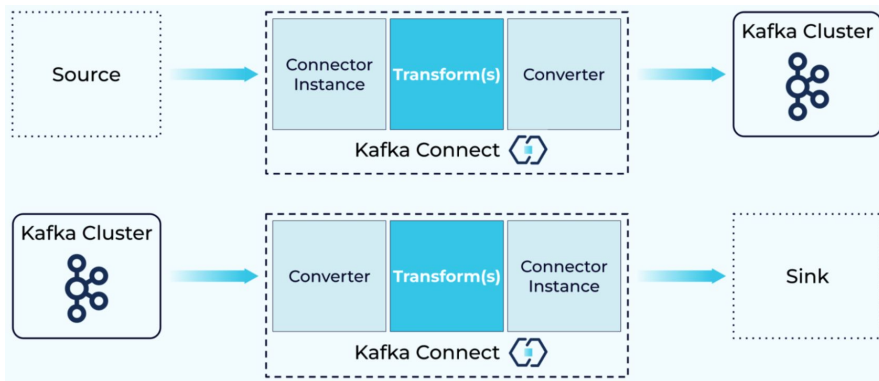 Source
Connector
Instance
Transform(s)
Converter
Kafka Connect
Kafka Cluster
Kafka Cluster
Converter
Transform(s)
Connector
Instance
Kafka Connect
Sink